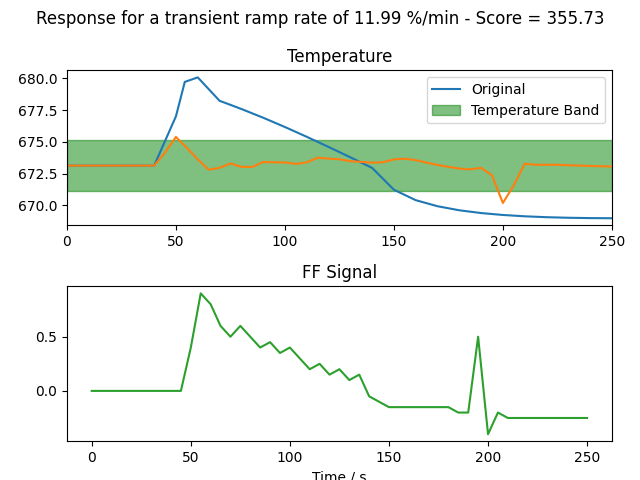 Response for a transient ramp rate of 11.99 %/min - Score = 355.73
Temperature
680.0
677.5
675.0
672.5
670.0
Original
Temperature Band
0 50 100 150 200 250
FF Signal
0.5
0.0
0 50 100 150 200 250
Time / s